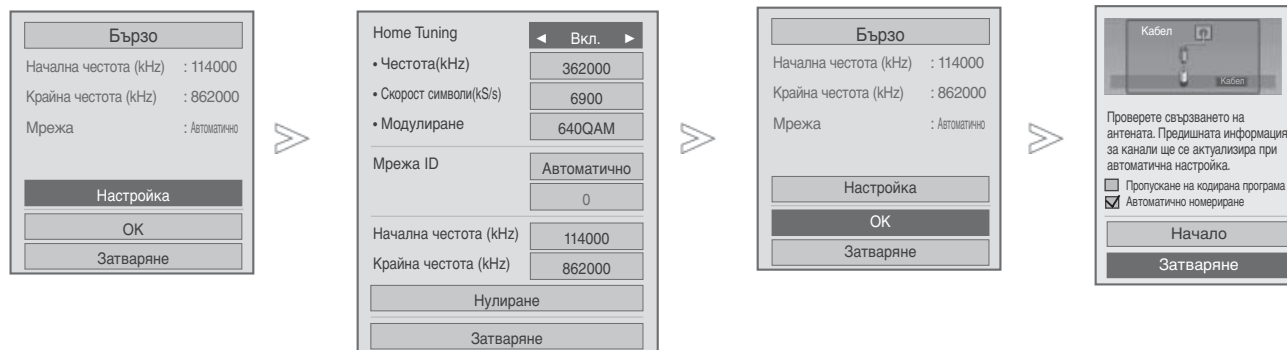 Бързо
Начална честота (kHz) : 114000
Крайна честота (kHz) : 862000
Мрежа : Автоматично
Настройка
OK
Затваряне
Home Tuning ◄ Вкл. ►
• Честота(kHz) 362000
• Скорост символи(kS/s) 6900
• Модулиране 640QAM
Мрежа ID Автоматично
0
Начална честота (kHz) 114000
Крайна честота (kHz) 862000
Нулиране
Затваряне
Бързо
Начална честота (kHz) : 114000
Крайна честота (kHz) : 862000
Мрежа : Автоматично
Настройка
OK
Затваряне
Кабел
Кабел
Проверете свързването на
антената. Предишната информация
за канали ще се актуализира при
автоматична настройка.
Пропускане на кодирана програма
Автоматично номериране
Начало
Затваряне